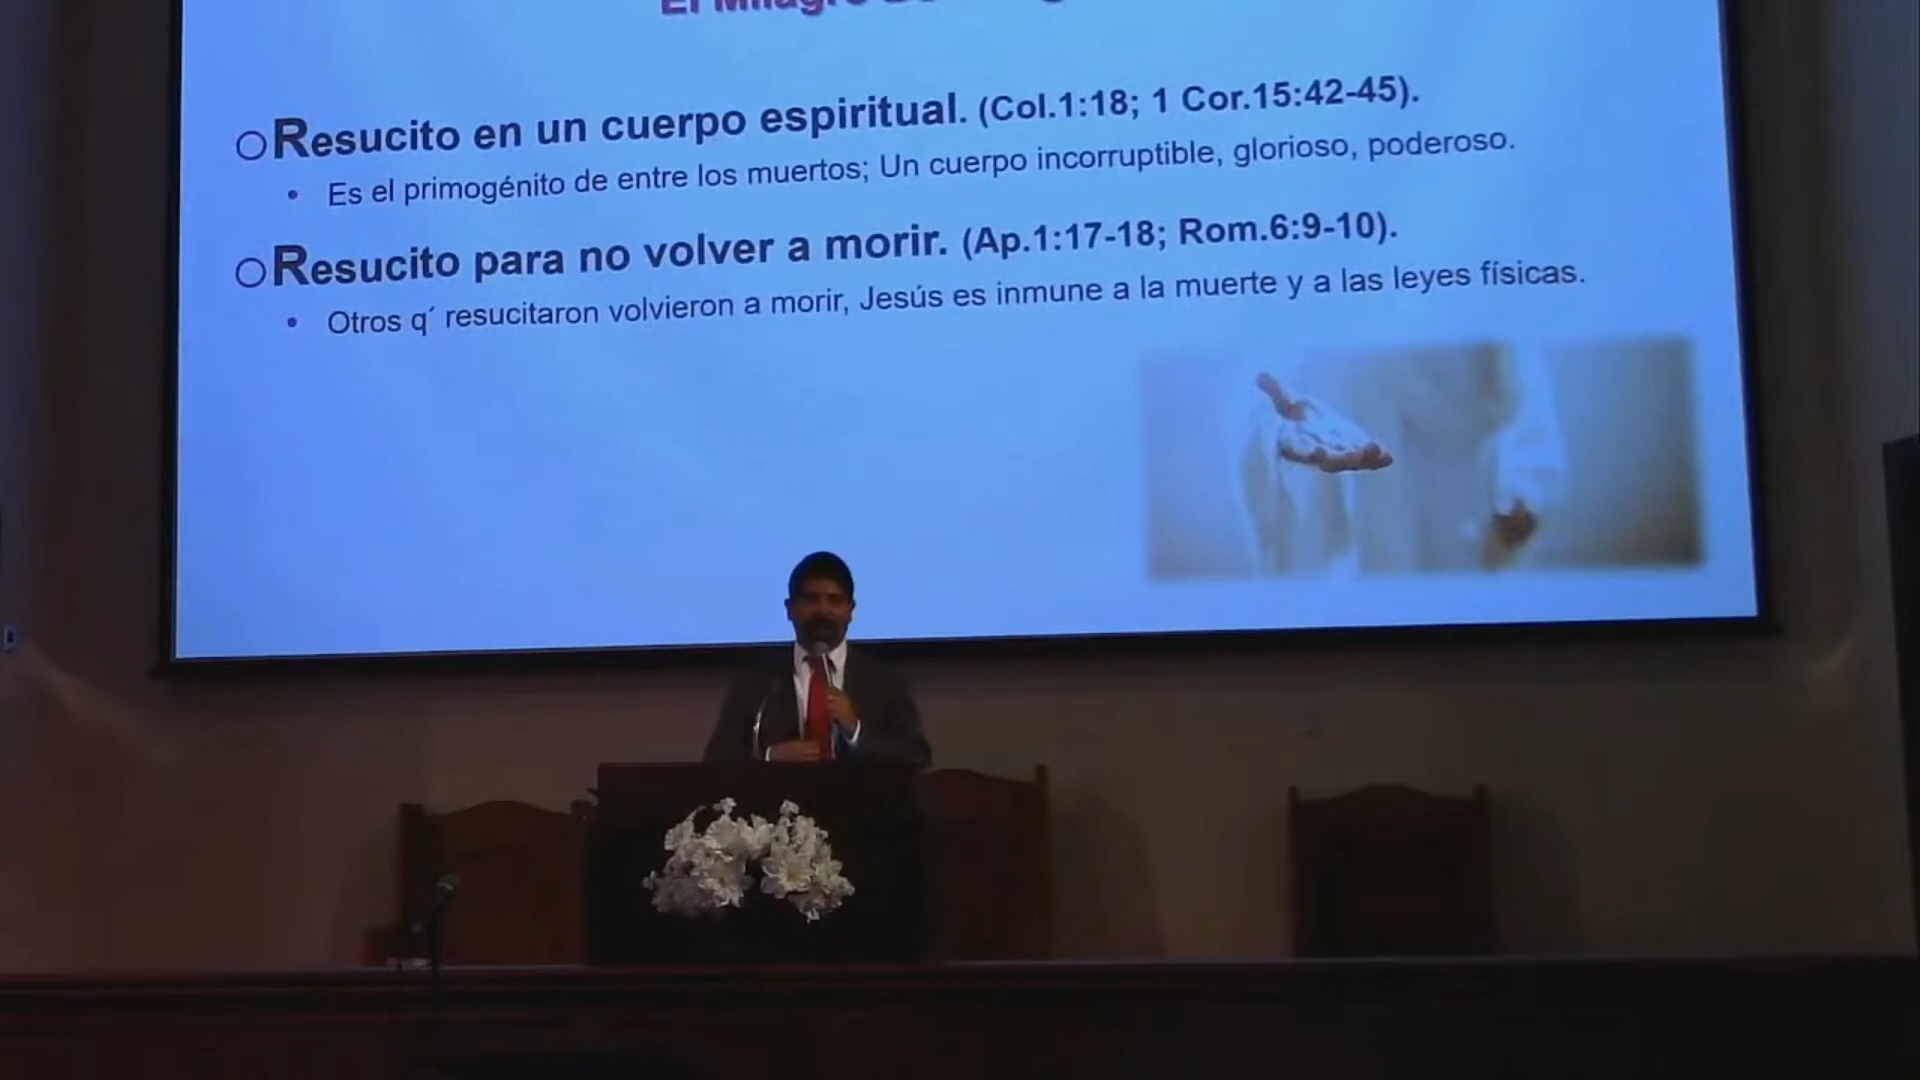 El Milagro
○Resucito en un cuerpo espiritual. (Col.1:18; 1 Cor.15:42-45).
• Es el primogénito de entre los muertos; Un cuerpo incorruptible, glorioso, poderoso.
○Resucito para no volver a morir. (Ap.1:17-18; Rom.6:9-10).
• Otros q´ resucitaron volvieron a morir, Jesús es inmune a la muerte y a las leyes físicas.